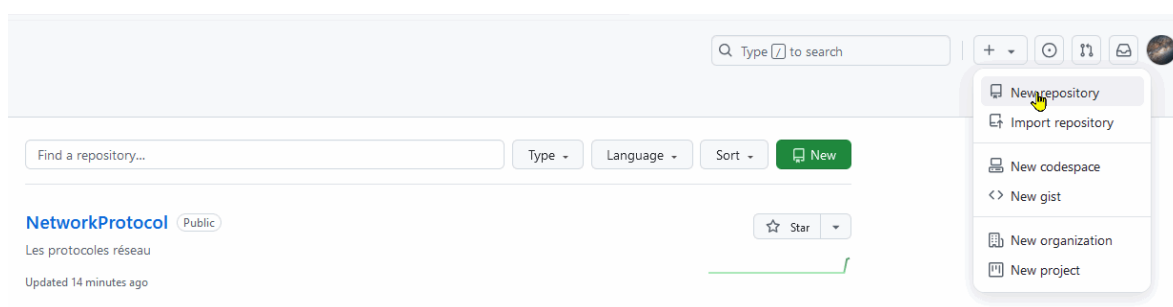 Type / to search
New repository
Import repository
New codespace
New gist
New organization
New project
Find a repository...
Type
Language
Sort
New
NetworkProtocol
Public
Star
Les protocoles réseau
Updated 14 minutes ago